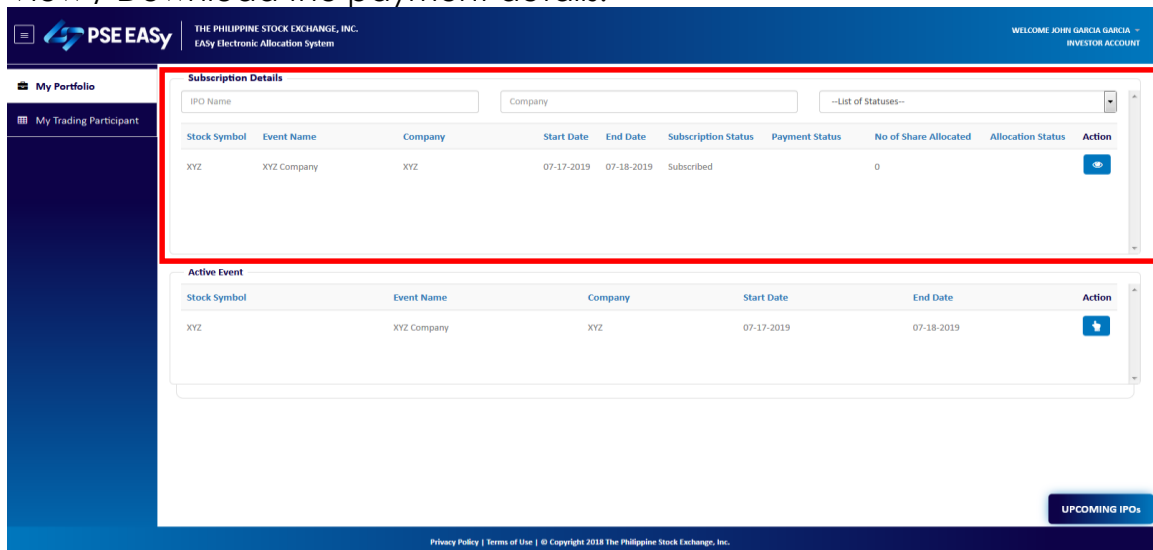 View / Download the payment details.
PSE EASy
THE PHILIPPINE STOCK EXCHANGE, INC.
EASy Electronic Allocation System
WELCOME JOHN GARCIA GARCIA
INVESTOR ACCOUNT
My Portfolio
My Trading Participant
Subscription Details
IPO Name Company --List of Statuses--
Stock Symbol Event Name Company Start Date End Date Subscription Status Payment Status No of Share Allocated Allocation Status Action
XYZ XYZ Company XYZ 07-17-2019 07-18-2019 Subscribed 0
Active Event
Stock Symbol Event Name Company Start Date End Date Action
XYZ XYZ Company XYZ 07-17-2019 07-18-2019
UPCOMING IPOs
Privacy Policy | Terms of Use | © Copyright 2018 The Philippine Stock Exchange, Inc.